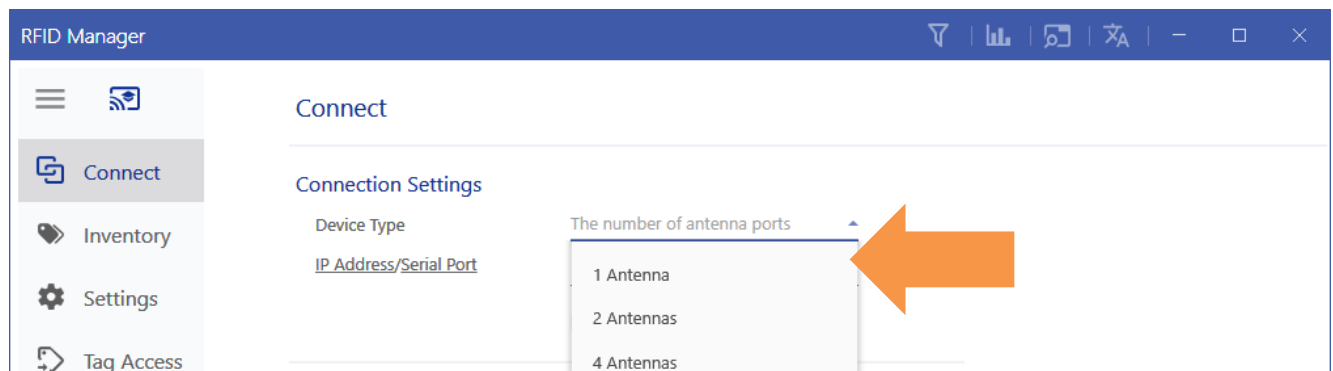 RFID Manager
Connect
Connect
Connection Settings
Inventory
Device Type
The number of antenna ports
IP Address/Serial Port
1 Antenna
Settings
2 Antennas
Tag Access
4 Antennas